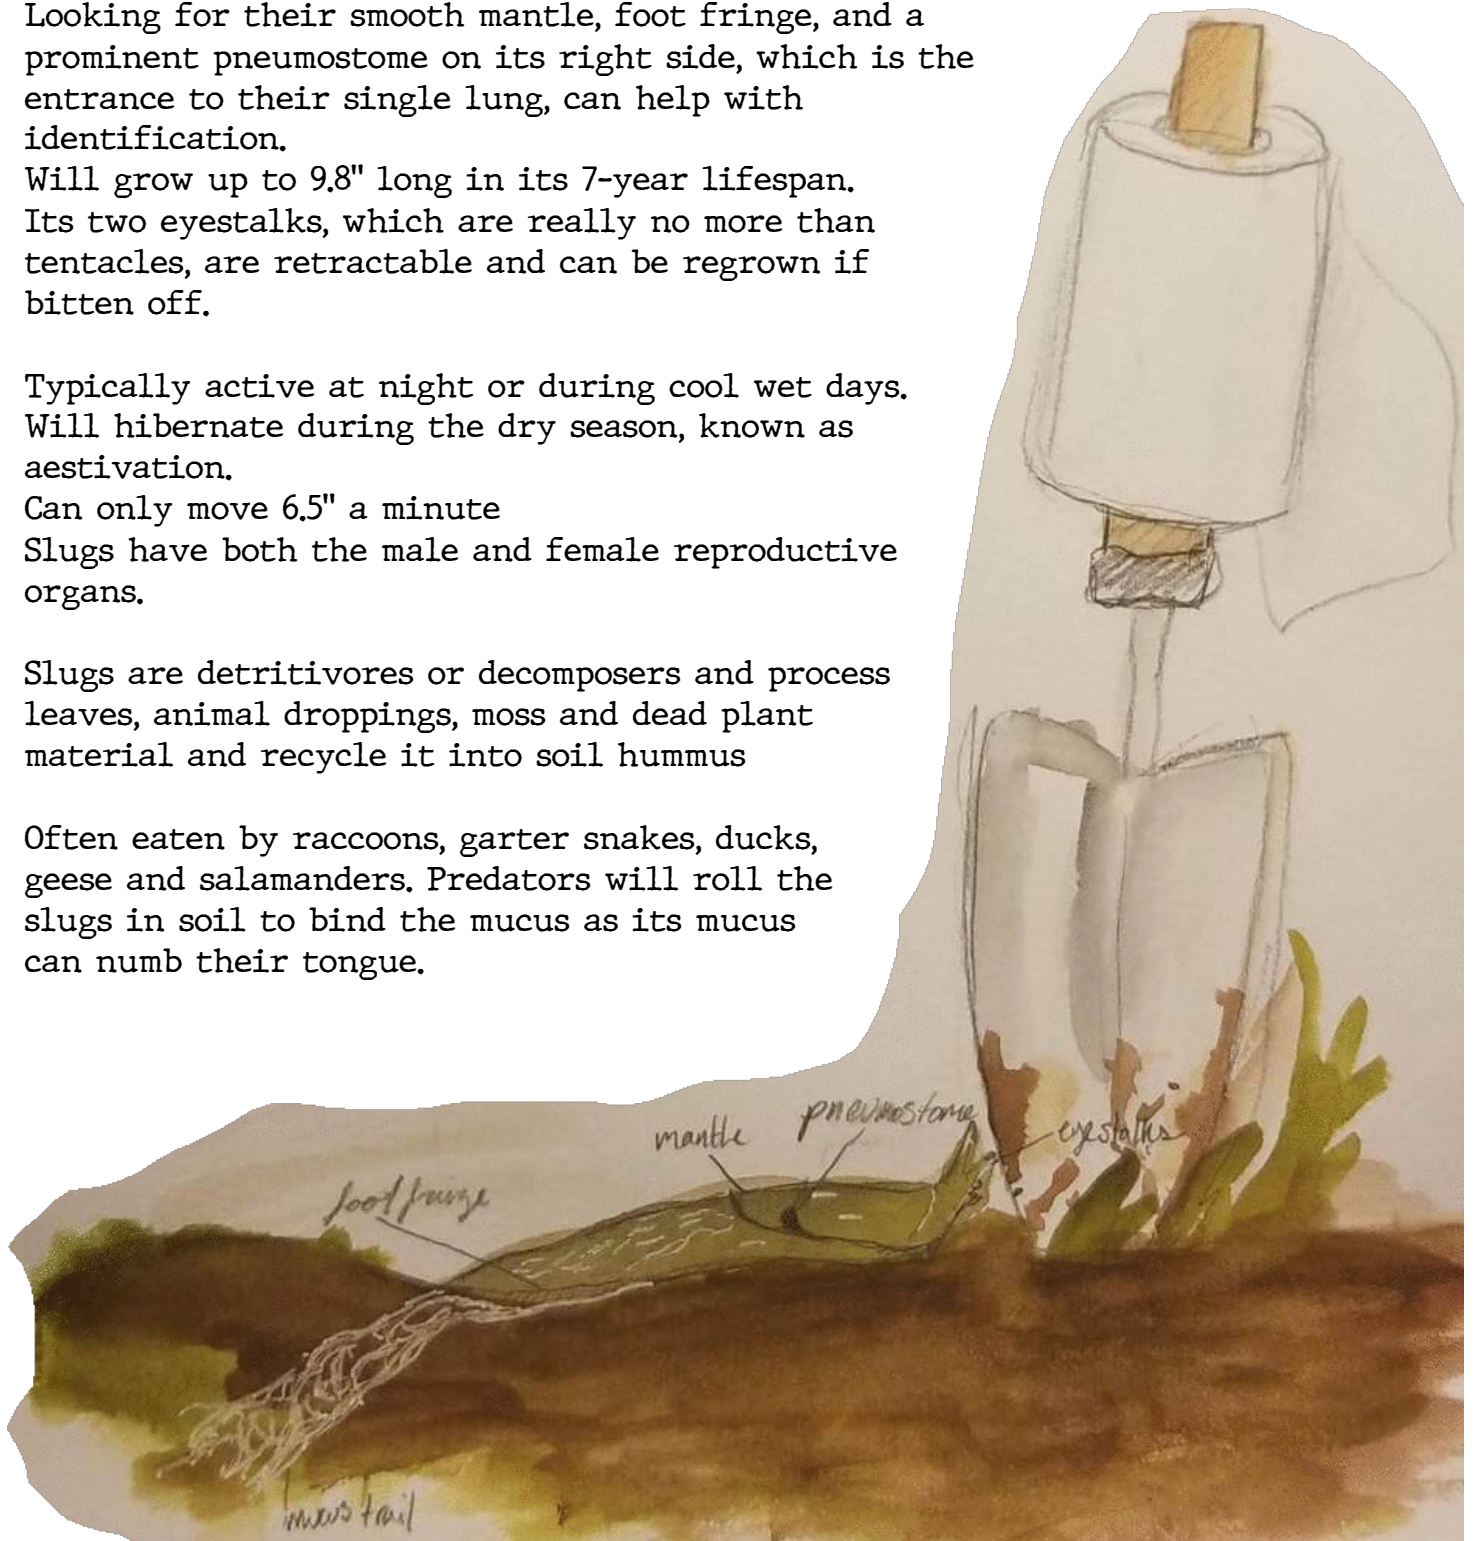 Looking for their smooth mantle, foot fringe, and a
prominent pneumostome on its right side, which is the
entrance to their single lung, can help with
identification.
Will grow up to 9.8" long in its 7-year lifespan.
Its two eyestalks, which are really no more than
tentacles, are retractable and can be regrown if
bitten off.
Typically active at night or during cool wet days.
Will hibernate during the dry season, known as
aestivation.
Can only move 6.5" a minute
Slugs have both the male and female reproductive
organs.
Slugs are detritivores or decomposers and process
leaves, animal droppings, moss and dead plant
material and recycle it into soil hummus
Often eaten by raccoons, garter snakes, ducks,
geese and salamanders. Predators will roll the
slugs in soil to bind the mucus as its mucus
can numb their tongue.
pneumostome
mantle
eyestalks
foot fringe
mucus trail